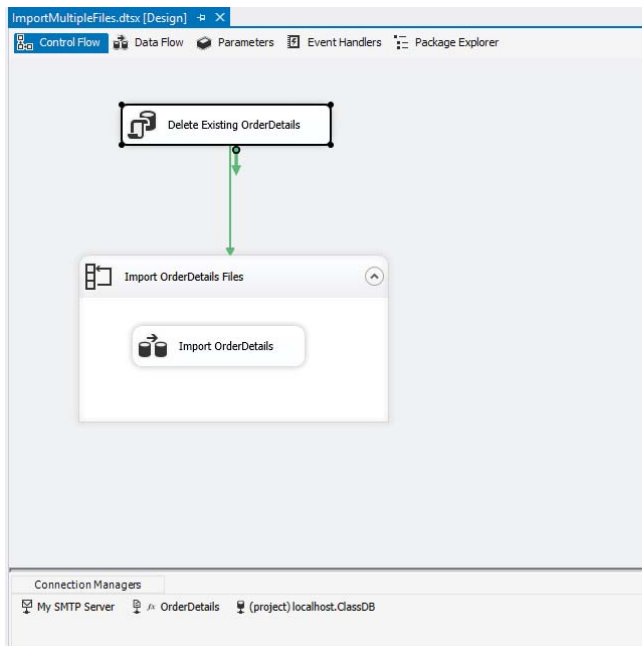 ImportMultipleFiles.dtsx [Design]
Control Flow Data Flow Parameters Event Handlers Package Explorer
Delete Existing OrderDetails
Import OrderDetails Files
Import OrderDetails
Connection Managers
My SMTP Server fx OrderDetails (project) localhost.ClassDB